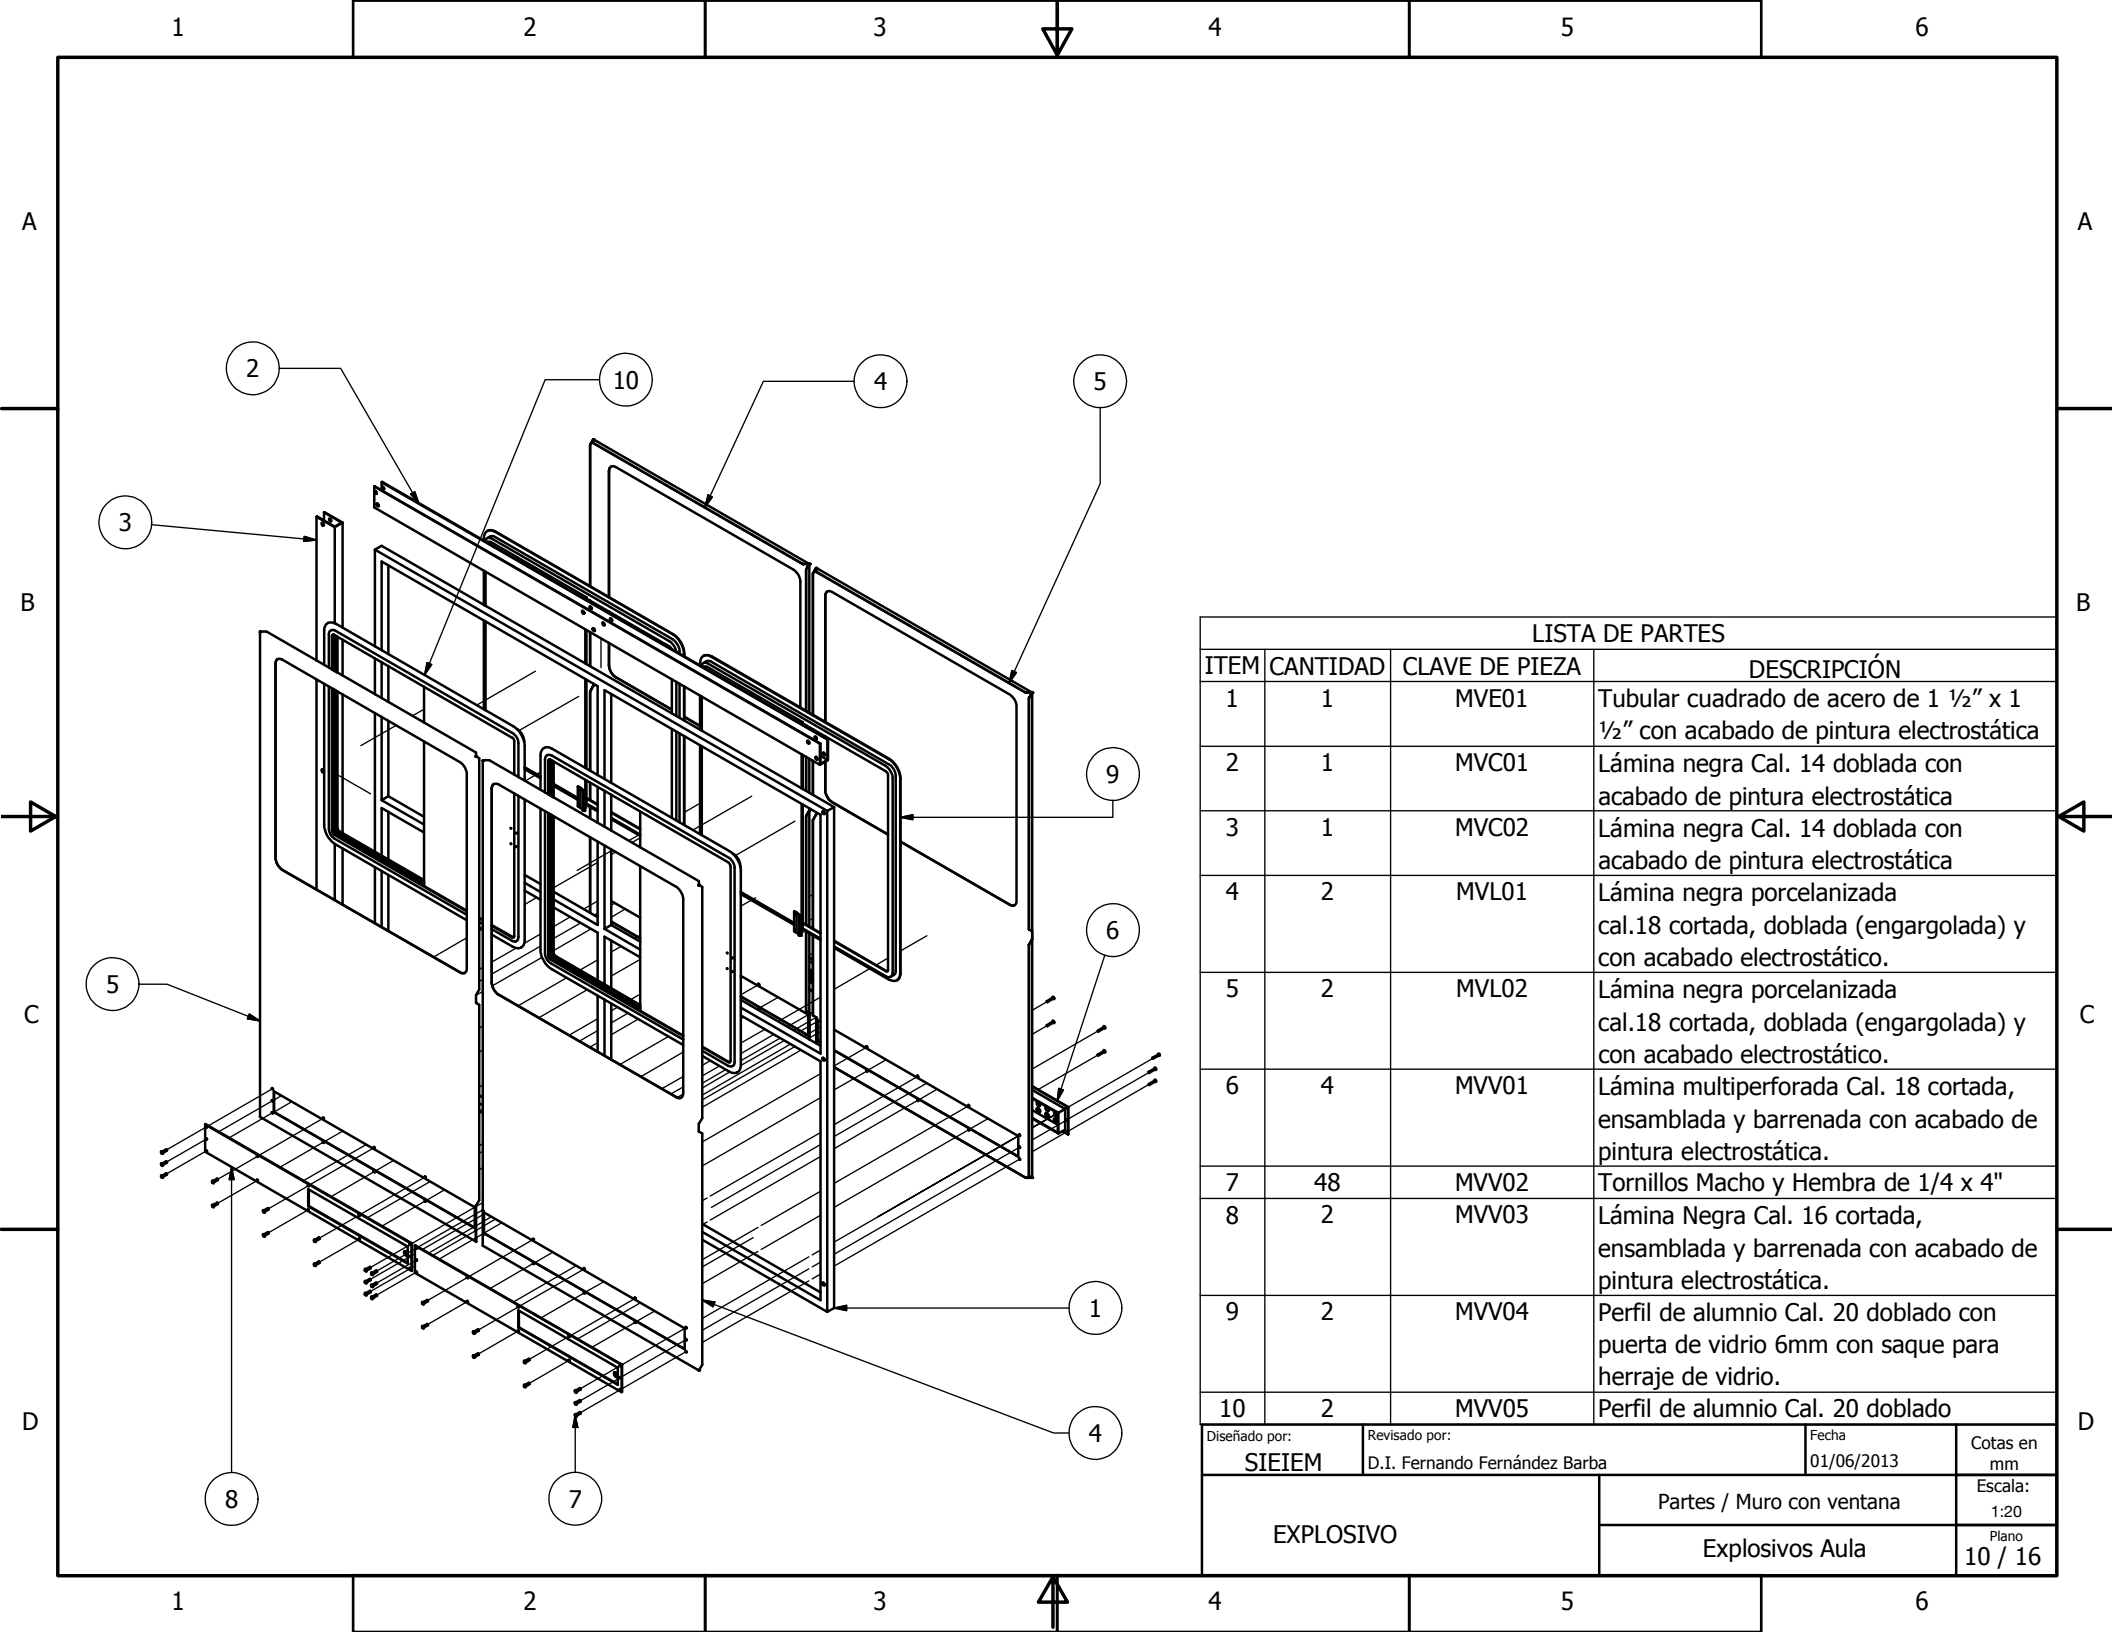 1 2 3 4 5 6
A A
2 10 4 5
3
B B
9
6
5
C C
1
4
8 7
D D
LISTA DE PARTES
ITEM CANTIDAD CLAVE DE PIEZA DESCRIPCIÓN
1 1 MVE01 Tubular cuadrado de acero de 1 ½” x 1
½” con acabado de pintura electrostática
2 1 MVC01 Lámina negra Cal. 14 doblada con
acabado de pintura electrostática
3 1 MVC02 Lámina negra Cal. 14 doblada con
acabado de pintura electrostática
4 2 MVL01 Lámina negra porcelanizada
cal.18 cortada, doblada (engargolada) y
con acabado electrostático.
5 2 MVL02 Lámina negra porcelanizada
cal.18 cortada, doblada (engargolada) y
con acabado electrostático.
6 4 MVV01 Lámina multiperforada Cal. 18 cortada,
ensamblada y barrenada con acabado de
pintura electrostática.
7 48 MVV02 Tornillos Macho y Hembra de 1/4 x 4"
8 2 MVV03 Lámina Negra Cal. 16 cortada,
ensamblada y barrenada con acabado de
pintura electrostática.
9 2 MVV04 Perfil de alumnio Cal. 20 doblado con
puerta de vidrio 6mm con saque para
herraje de vidrio.
10 2 MVV05 Perfil de alumnio Cal. 20 doblado
Diseñado por: Revisado por: Fecha Cotas en
SIEIEM D.I. Fernando Fernández Barba 01/06/2013 mm
Partes / Muro con ventana Escala:
1:20
EXPLOSIVO Explosivos Aula Plano
10 / 16
1 2 3 4 5 6